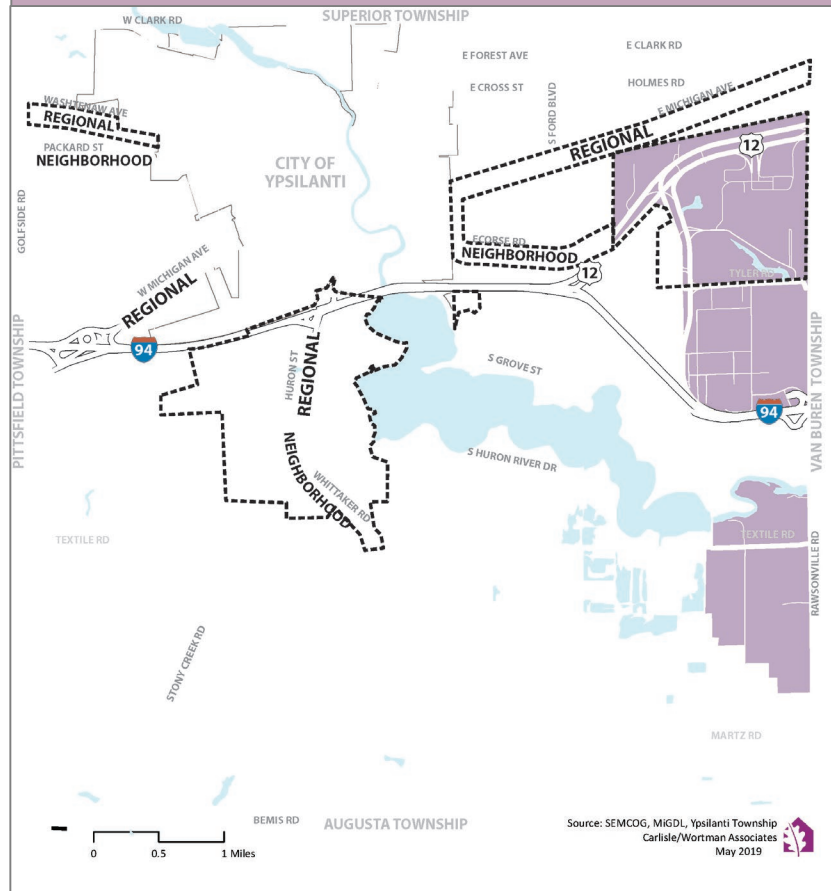 SUPERIOR TOWNSHIP
W CLARK RD
E FOREST AVE
E CLARK RD
E CROSS ST
HOLMES RD
S FORD BLVD
E MICHIGAN AVE
WASHTENAW AVE
REGIONAL
PACKARD ST
NEIGHBORHOOD
CITY OF
YPSILANTI
REGIONAL
12
GOLFSIDE RD
ECORSE RD
NEIGHBORHOOD
12
TYLER RD
W MICHIGAN AVE
REGIONAL
94
PITTSFIELD TOWNSHIP
HURON ST
REGIONAL
S GROVE ST
VAN BUREN TOWNSHIP
94
NEIGHBORHOOD
WHITTAKER RD
S HURON RIVER DR
TEXTILE RD
TEXTILE RD
RAWSONVILLE RD
STONY CREEK RD
MARTZ RD
BEMIS RD
AUGUSTA TOWNSHIP
0 0.5 1 Miles
Source: SEMCOG, MiGDL, Ypsilanti Township
Carlisle/Wortman Associates
May 2019